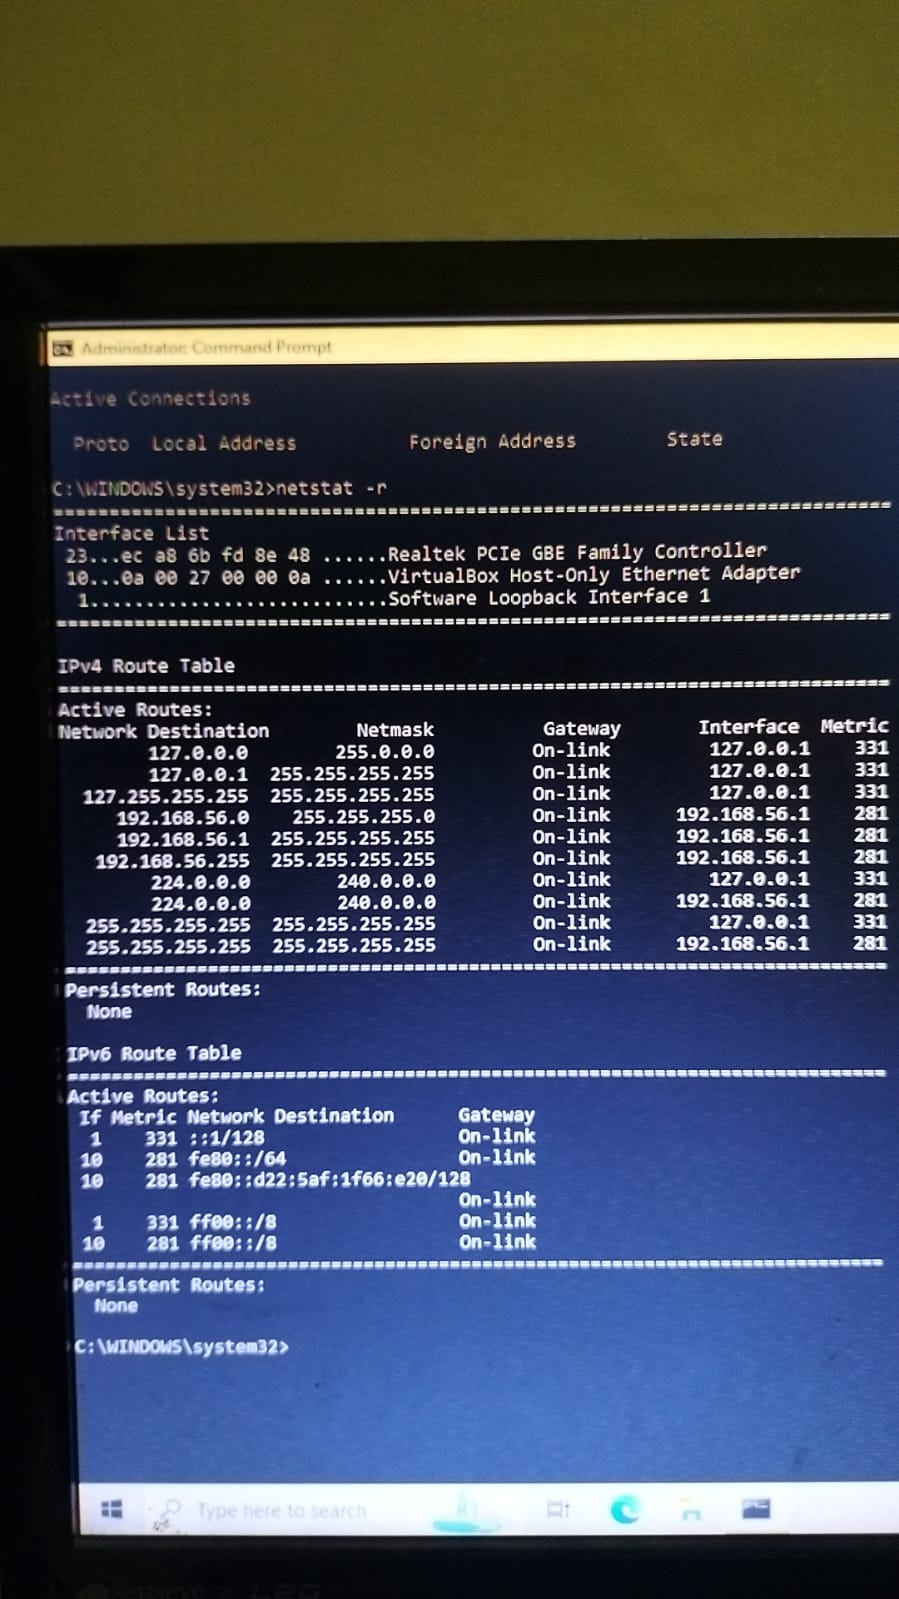 Administrator: Command Prompt
Active Connections
Proto  Local Address          Foreign Address        State
C:\WINDOWS\system32>netstat -r
===========================================================================
Interface List
 23...ec a8 6b fd 8e 48 ......Realtek PCIe GBE Family Controller
 10...0a 00 27 00 00 0a ......VirtualBox Host-Only Ethernet Adapter
  1...........................Software Loopback Interface 1
===========================================================================
IPv4 Route Table
===========================================================================
Active Routes:
Network Destination        Netmask          Gateway       Interface  Metric
        127.0.0.0        255.0.0.0         On-link         127.0.0.1    331
        127.0.0.1  255.255.255.255         On-link         127.0.0.1    331
  127.255.255.255  255.255.255.255         On-link         127.0.0.1    331
     192.168.56.0    255.255.255.0         On-link      192.168.56.1    281
     192.168.56.1  255.255.255.255         On-link      192.168.56.1    281
   192.168.56.255  255.255.255.255         On-link      192.168.56.1    281
        224.0.0.0        240.0.0.0         On-link         127.0.0.1    331
        224.0.0.0        240.0.0.0         On-link      192.168.56.1    281
  255.255.255.255  255.255.255.255         On-link         127.0.0.1    331
  255.255.255.255  255.255.255.255         On-link      192.168.56.1    281
===========================================================================
Persistent Routes:
  None
IPv6 Route Table
===========================================================================
Active Routes:
 If Metric Network Destination      Gateway
  1    331 ::1/128                  On-link
 10    281 fe80::/64                On-link
 10    281 fe80::d22:5af:1f66:e20/128
                                    On-link
  1    331 ff00::/8                 On-link
 10    281 ff00::/8                 On-link
===========================================================================
Persistent Routes:
  None
C:\WINDOWS\system32>
Type here to search